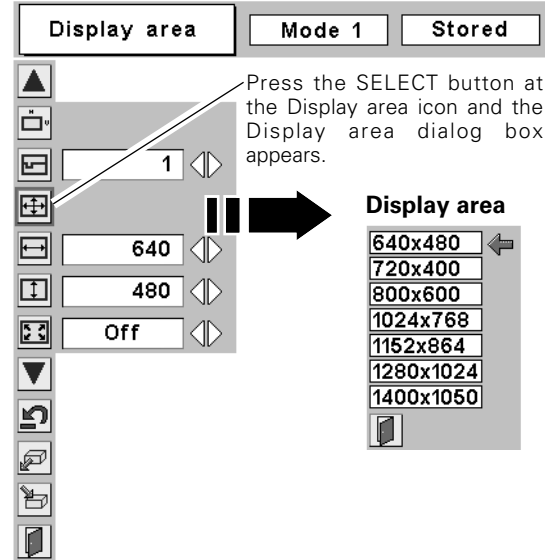 Display area
Mode 1
Stored
Press the SELECT button at
the Display area icon and the
Display area dialog box
appears.
1
640
480
Off
Display area
640x480
720x400
800x600
1024x768
1152x864
1280x1024
1400x1050